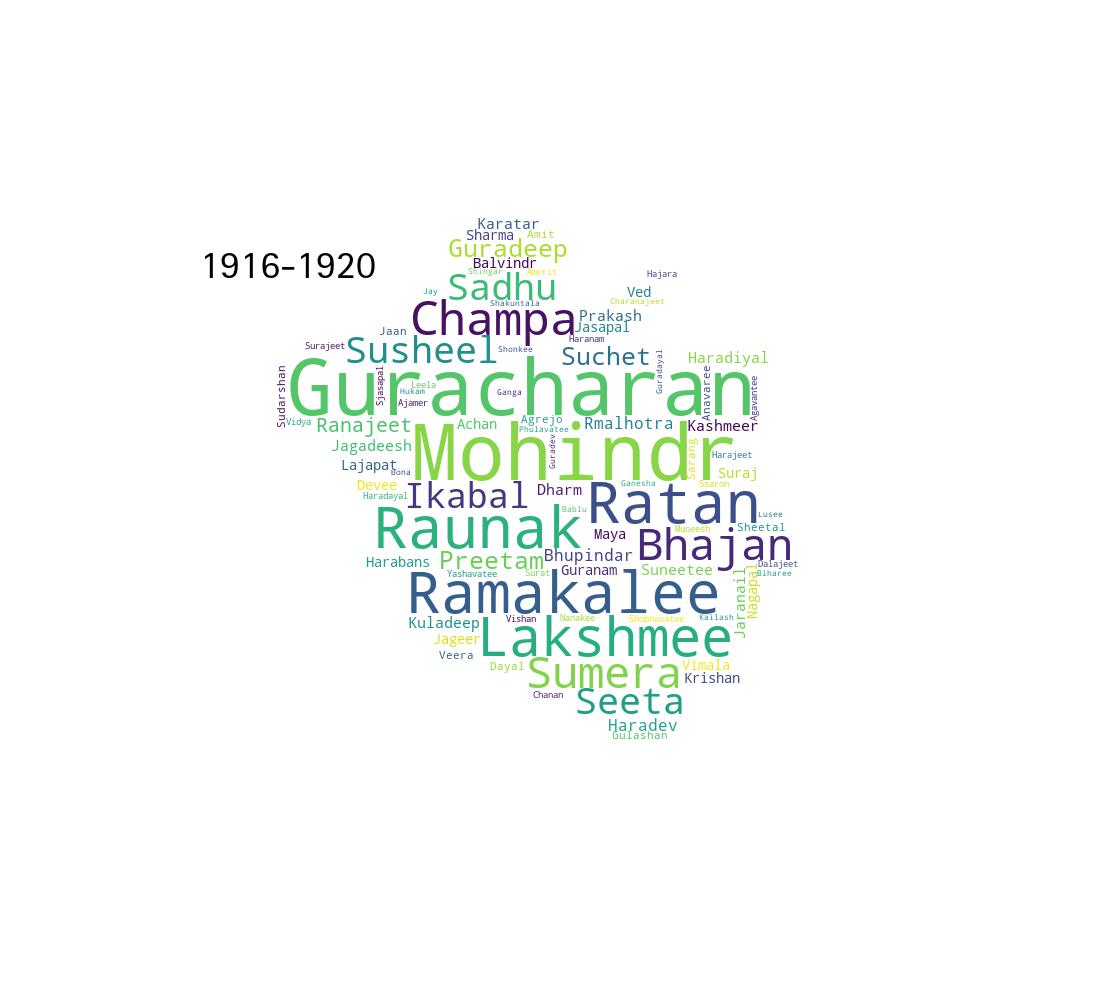 Karatar
Sharma Amit
Guradeep
1916-1920
Balvindr
Shingar Amrrit
Hajara
Sadhu
Jay
Ved
Shakuntala
Charanajeet
Champa
Prakash
Jaan
Jasapal
Haranam
Surajeet
Susheel
Shonkee
Suchet
Guradayal
Haradiyal
Sudarshan
Guracharan
Sjasapal
Leela
Hukam
Ganga
Ajamer
Anavaree
Agavantee
Vidya
Ranajeet
Achan
Agrejo
Phulavatee
Rmalhotra
Kashmeer
Jagadeesh
Mohindr
Guradev
Sarang
Harajeet
Lajapat
Bona
Suraj
Devee
Haradayal
Ikabal
Dharm
Ganesha
Ssaron
Ratan
Raunak
Bablu
Lusee
Maya
Muneesh
Sheetal
Bhajan
Harabans
Preetam
Bhupindar
Dalajeet
Biharee
Yashavatee
Surat
Guranam
Suneetee
Jaranail
Nagapal
Ramakalee
Kuladeep
Vishan
Nanakee
Shobhavatee
Kailash
Jageer
Lakshmee
Veera
Dayal
Sumera
Vimala
Krishan
Chanan
Seeta
Haradev
Gulashan